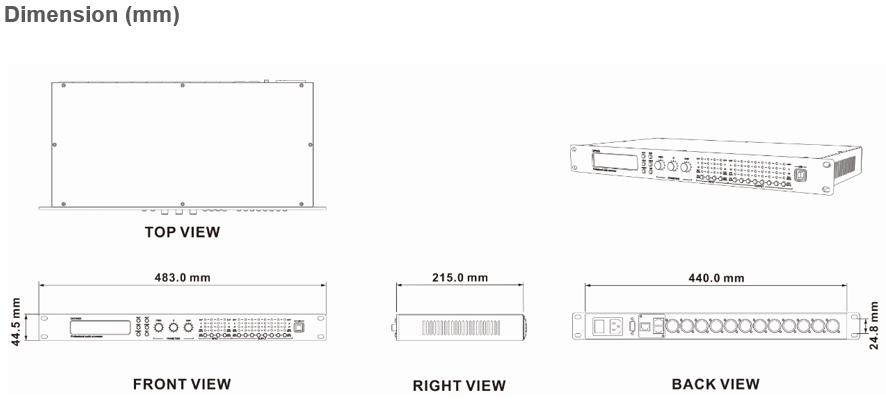 Dimension (mm)
TOP VIEW
483.0 mm
44.5 mm
FRONT VIEW
215.0 mm
RIGHT VIEW
440.0 mm
24.8 mm
BACK VIEW